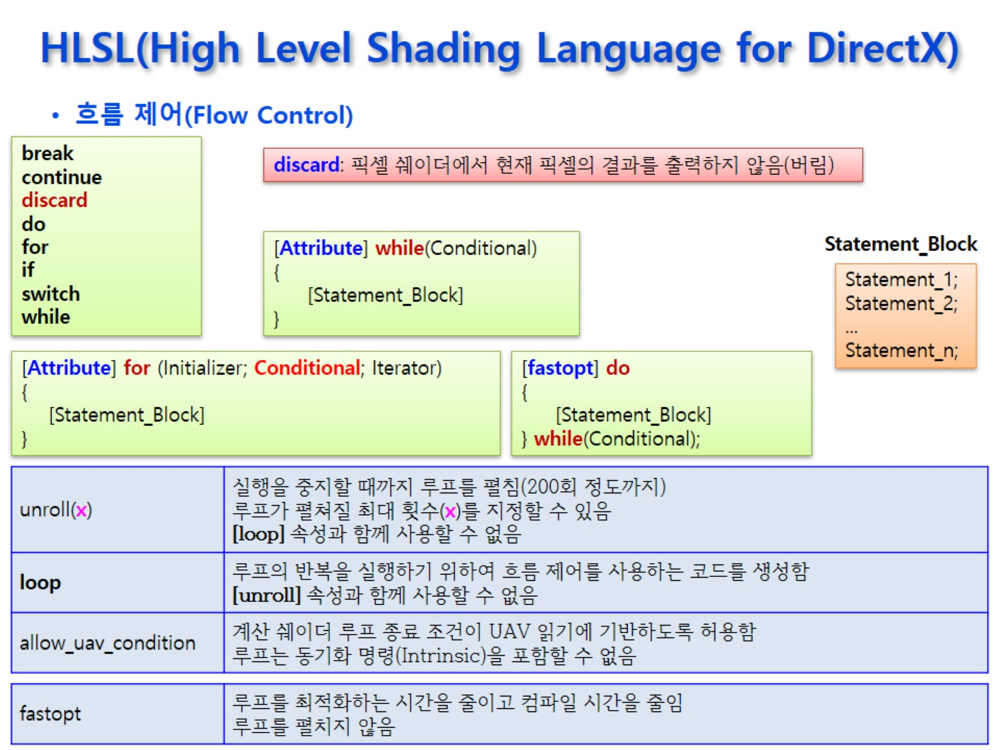 HLSL(High Level Shading Language for DirectX)
• 흐름 제어(Flow Control)
break
continue
discard
do
for
if
switch
while
discard: 픽셀 쉐이더에서 현재 픽셀의 결과를 출력하지 않음(버림)
[Attribute] while(Conditional)
{
[Statement_Block]
}
Statement_Block
Statement_1;
Statement_2;
...
Statement_n;
[Attribute] for (Initializer; Conditional; Iterator)
{
[Statement_Block]
}
[fastopt] do
{
[Statement_Block]
} while(Conditional);
unroll(x)
실행을 중지할 때까지 루프를 펼침(200회 정도까지)
루프가 펼쳐질 최대 횟수(x)를 지정할 수 있음
[loop] 속성과 함께 사용할 수 없음
loop
루프의 반복을 실행하기 위하여 흐름 제어를 사용하는 코드를 생성함
[unroll] 속성과 함께 사용할 수 없음
allow_uav_condition
계산 쉐이더 루프 종료 조건이 UAV 읽기에 기반하도록 허용함
루프는 동기화 명령(Intrinsic)을 포함할 수 없음
fastopt
루프를 최적화하는 시간을 줄이고 컴파일 시간을 줄임
루프를 펼치지 않음